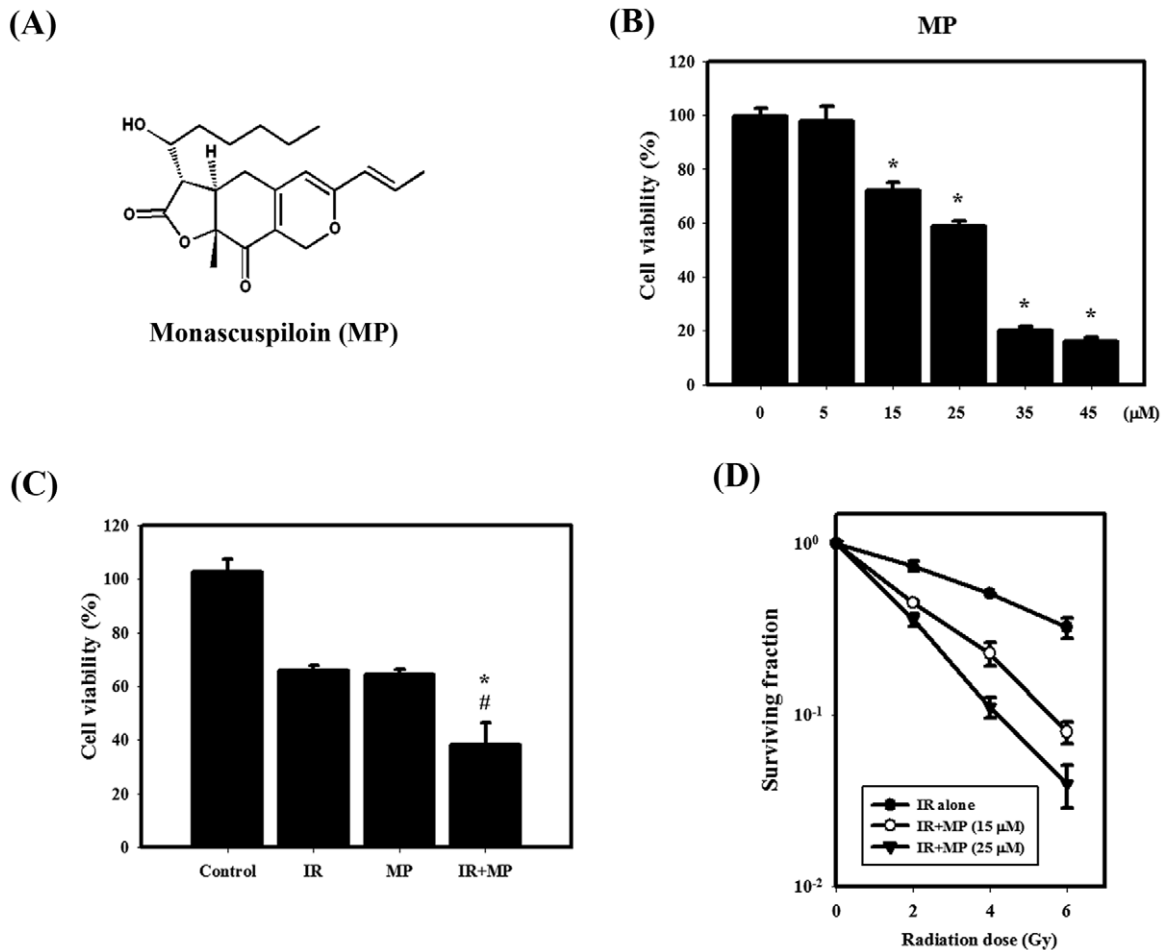 (A)
HO
H
O
O
O
O
Monascuspiloin (MP)
(B)
MP
Cell viability (%)
120
100
80
60
40
20
0
* * * *
0 5 15 25 35 45 (μM)
(C)
Cell viability (%)
120
100
80
60
40
20
0
*
#
Control IR MP IR+MP
(D)
Surviving fraction
10⁰
10⁻¹
10⁻²
IR alone
IR+MP (15 μM)
IR+MP (25 μM)
0 2 4 6
Radiation dose (Gy)